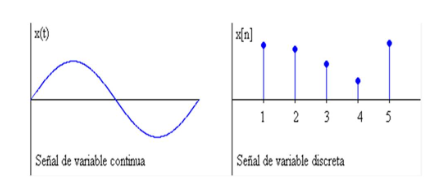 x(t)
Señal de variable continua
x[n]
1 2 3 4 5
Señal de variable discreta